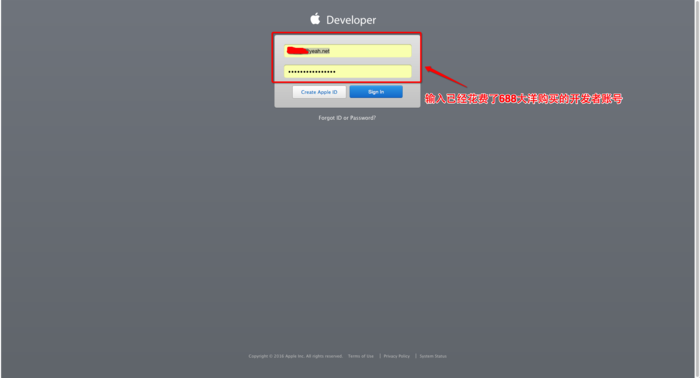 Developer
yeah.net
••••••••••••••••
Create Apple ID
Sign In
输入已经花费了688大洋购买的开发者账号
Forgot ID or Password?
Copyright © 2016 Apple Inc. All rights reserved. Terms of Use | Privacy Policy | System Status